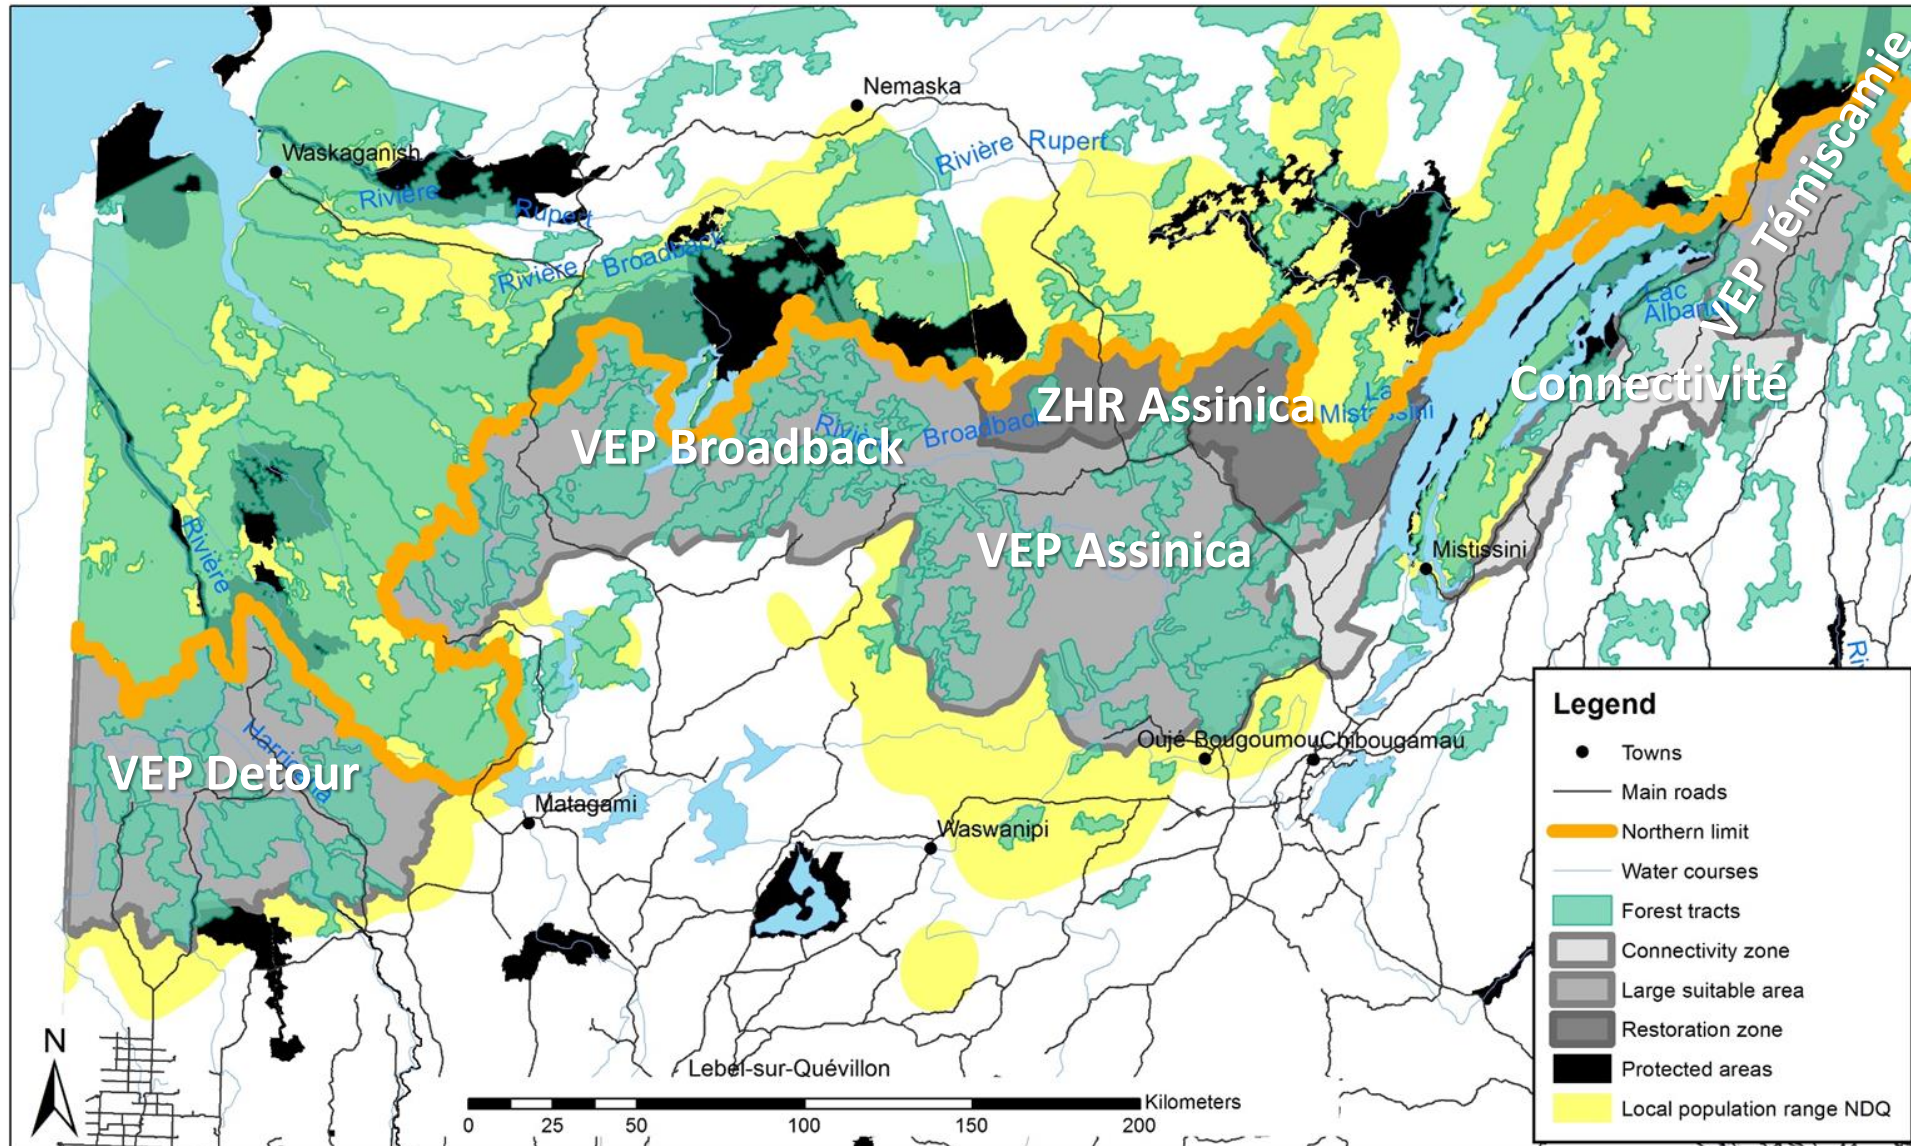 Nemaska
Waskaganish
Rivière Rupert
Rivière
Rupert
VEP Témiscamie
Rivière Broadback
Lac
Connectivité
ZHR Assinica
Lac
Mistassini
Broadback
VEP Broadback
Rivière
VEP Assinica
Mistissini
Harricana
VEP Detour
Oujé-Bougoumou
Chibougamau
Matagami
Waswanipi
Lebel-sur-Quévillon
N
Kilometers
0 25 50 100 150 200
Legend
Towns
Main roads
Northern limit
Water courses
Forest tracts
Connectivity zone
Large suitable area
Restoration zone
Protected areas
Local population range NDQ